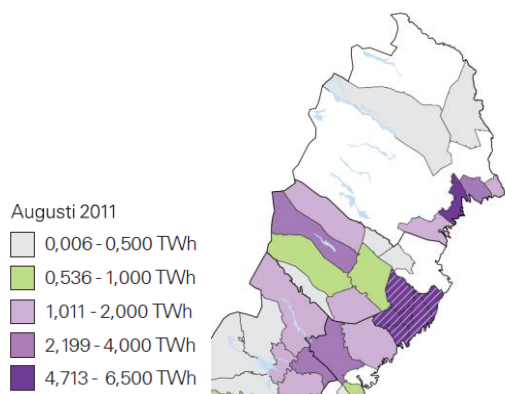 Augusti 2011
0,006 - 0,500 TWh
0,536 - 1,000 TWh
1,011 - 2,000 TWh
2,199 - 4,000 TWh
4,713 - 6,500 TWh